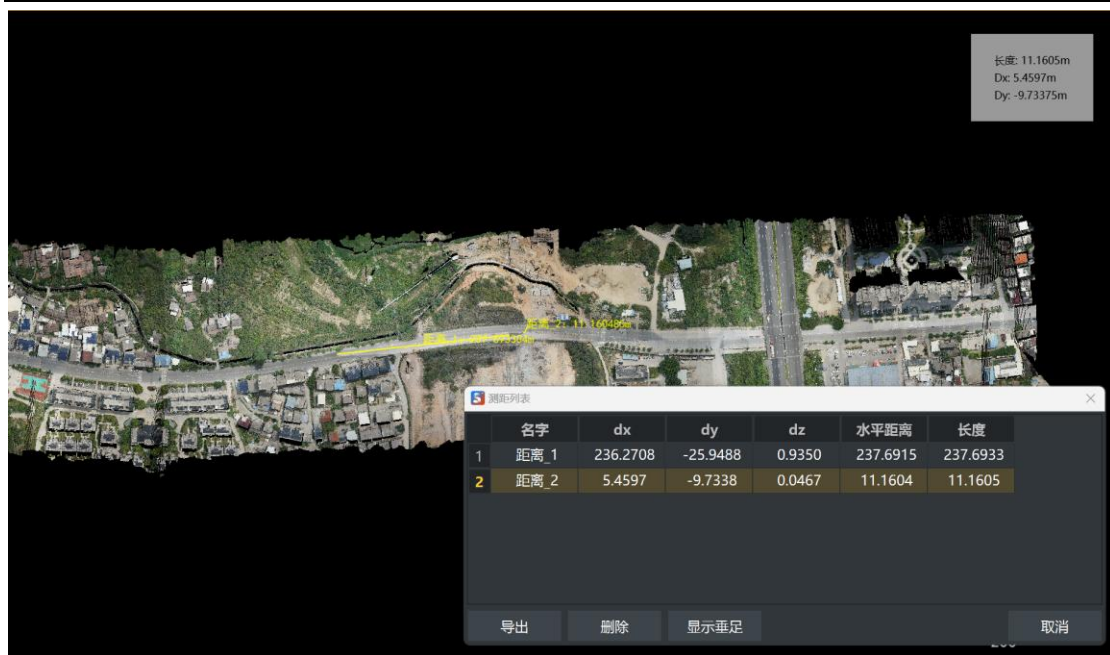 长度: 11.1605m
Dx: 5.4597m
Dy: -9.73375m
距离_2: 11.160480m
测距列表
名字 dx dy dz 水平距离 长度
1 距离_1 236.2708 -25.9488 0.9350 237.6915 237.6933
2 距离_2 5.4597 -9.7338 0.0467 11.1604 11.1605
导出 删除 显示垂足 取消